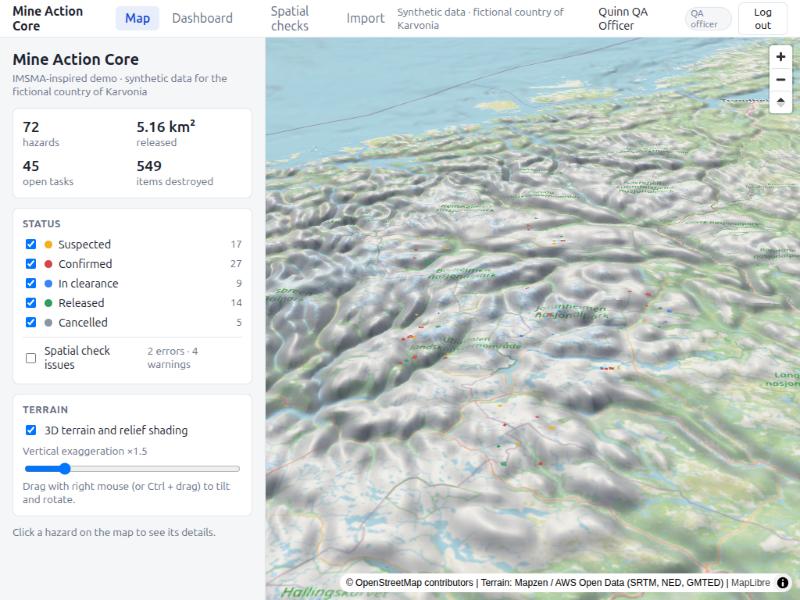 Mine Action Core
Map
Dashboard
Spatial checks
Import
Synthetic data · fictional country of Karvonia
Quinn QA Officer
QA officer
Log out
Mine Action Core
IMSMA-inspired demo · synthetic data for the
fictional country of Karvonia
72
hazards
5.16 km²
released
45
open tasks
549
items destroyed
STATUS
Suspected 17
Confirmed 27
In clearance 9
Released 14
Cancelled 5
Spatial check issues
2 errors · 4 warnings
TERRAIN
3D terrain and relief shading
Vertical exaggeration ×1.5
Drag with right mouse (or Ctrl + drag) to tilt
and rotate.
Click a hazard on the map to see its details.
nasjonalpark
Hallingskarvet
© OpenStreetMap contributors | Terrain: Mapzen / AWS Open Data (SRTM, NED, GMTED) | MapLibre